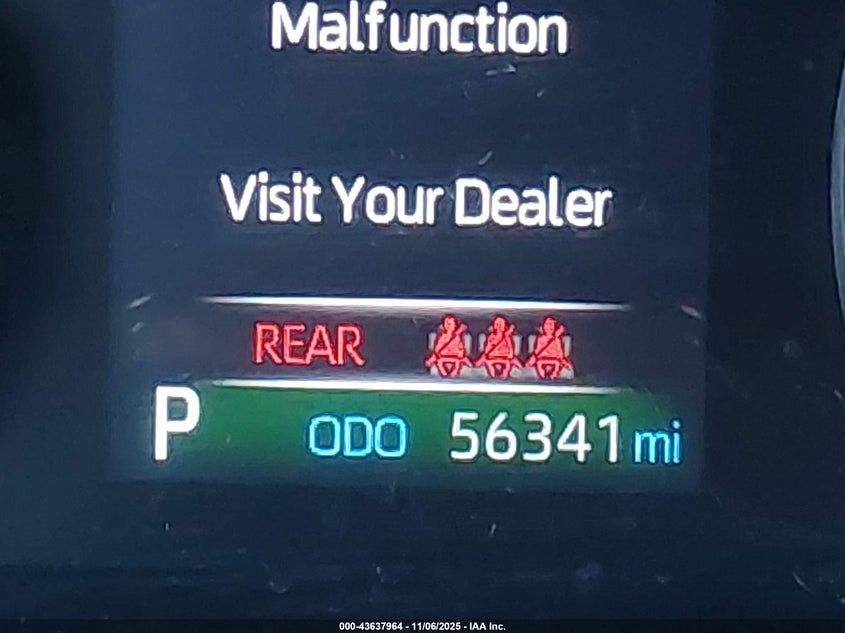 Malfunction
Visit Your Dealer
REAR
P ODO 56341 mi
000-43637964 - 11/06/2025 - IAA Inc.